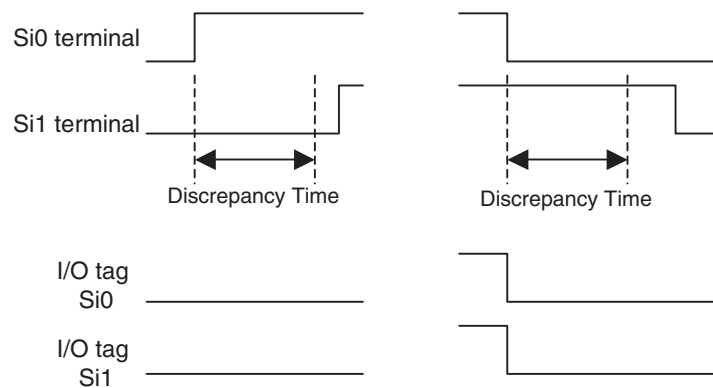 Si0 terminal
Si1 terminal
Discrepancy Time
Discrepancy Time
I/O tag
Si0
I/O tag
Si1